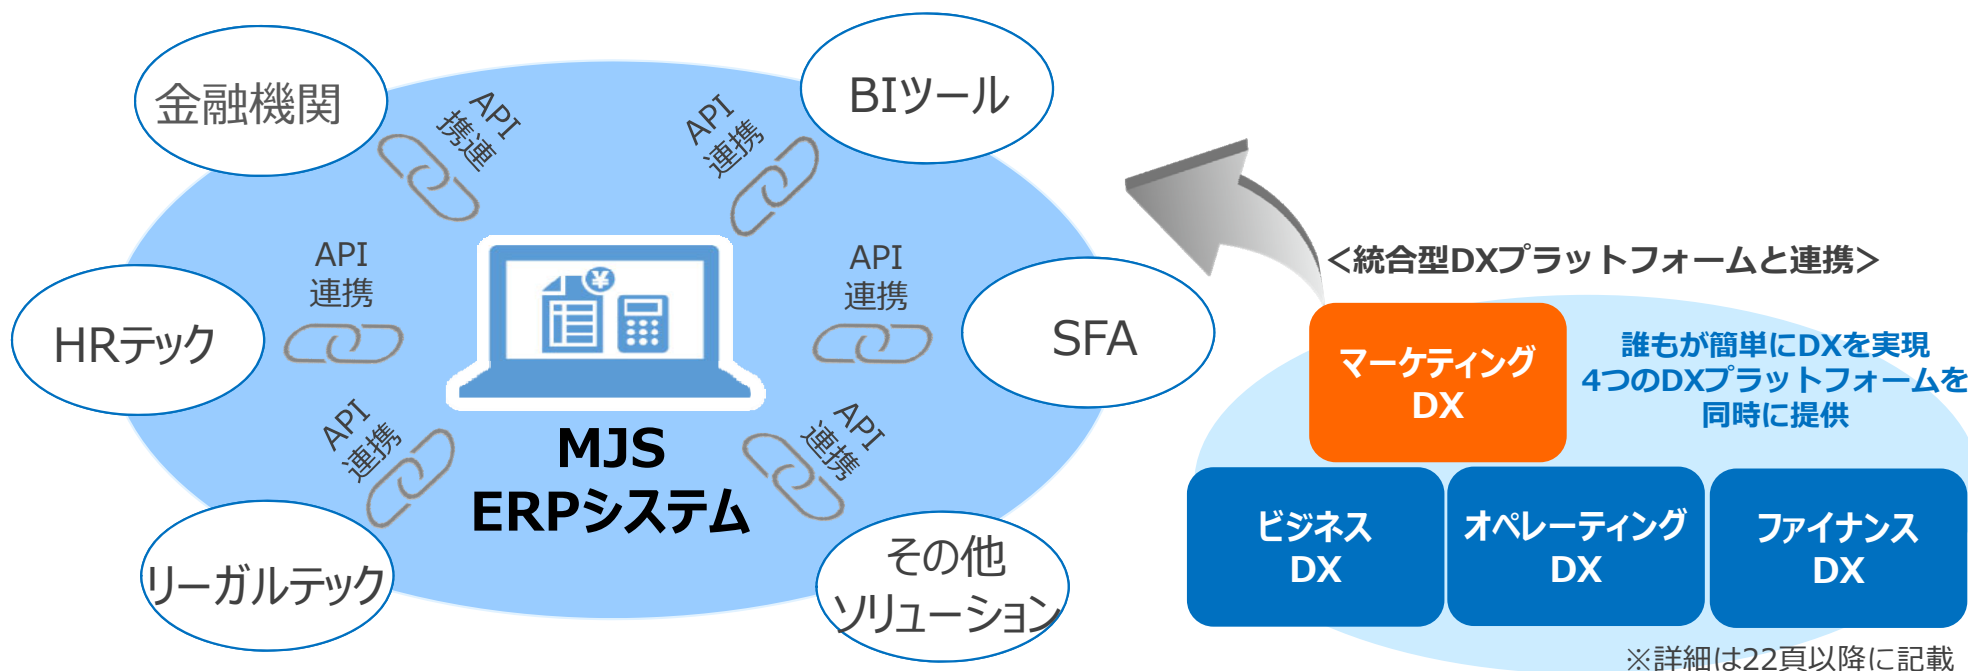 金融機関
API
携連
API
連携
BIツール
HRテック
API
連携
API
連携
SFA
リーガルテック
API
連携
API
連携
その他
ソリューション
MJS
ERPシステム
<統合型DXプラットフォームと連携>
マーケティング
DX
誰もが簡単にDXを実現
4つのDXプラットフォームを
同時に提供
ビジネス
DX
オペレーティング
DX
ファイナンス
DX
※詳細は22頁以降に記載
¥